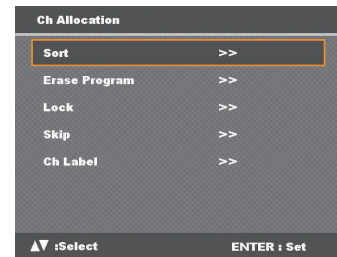 Ch Allocation
Sort >>
Erase Program >>
Lock >>
Skip >>
Ch Label >>
▲▼ :Select ENTER : Set